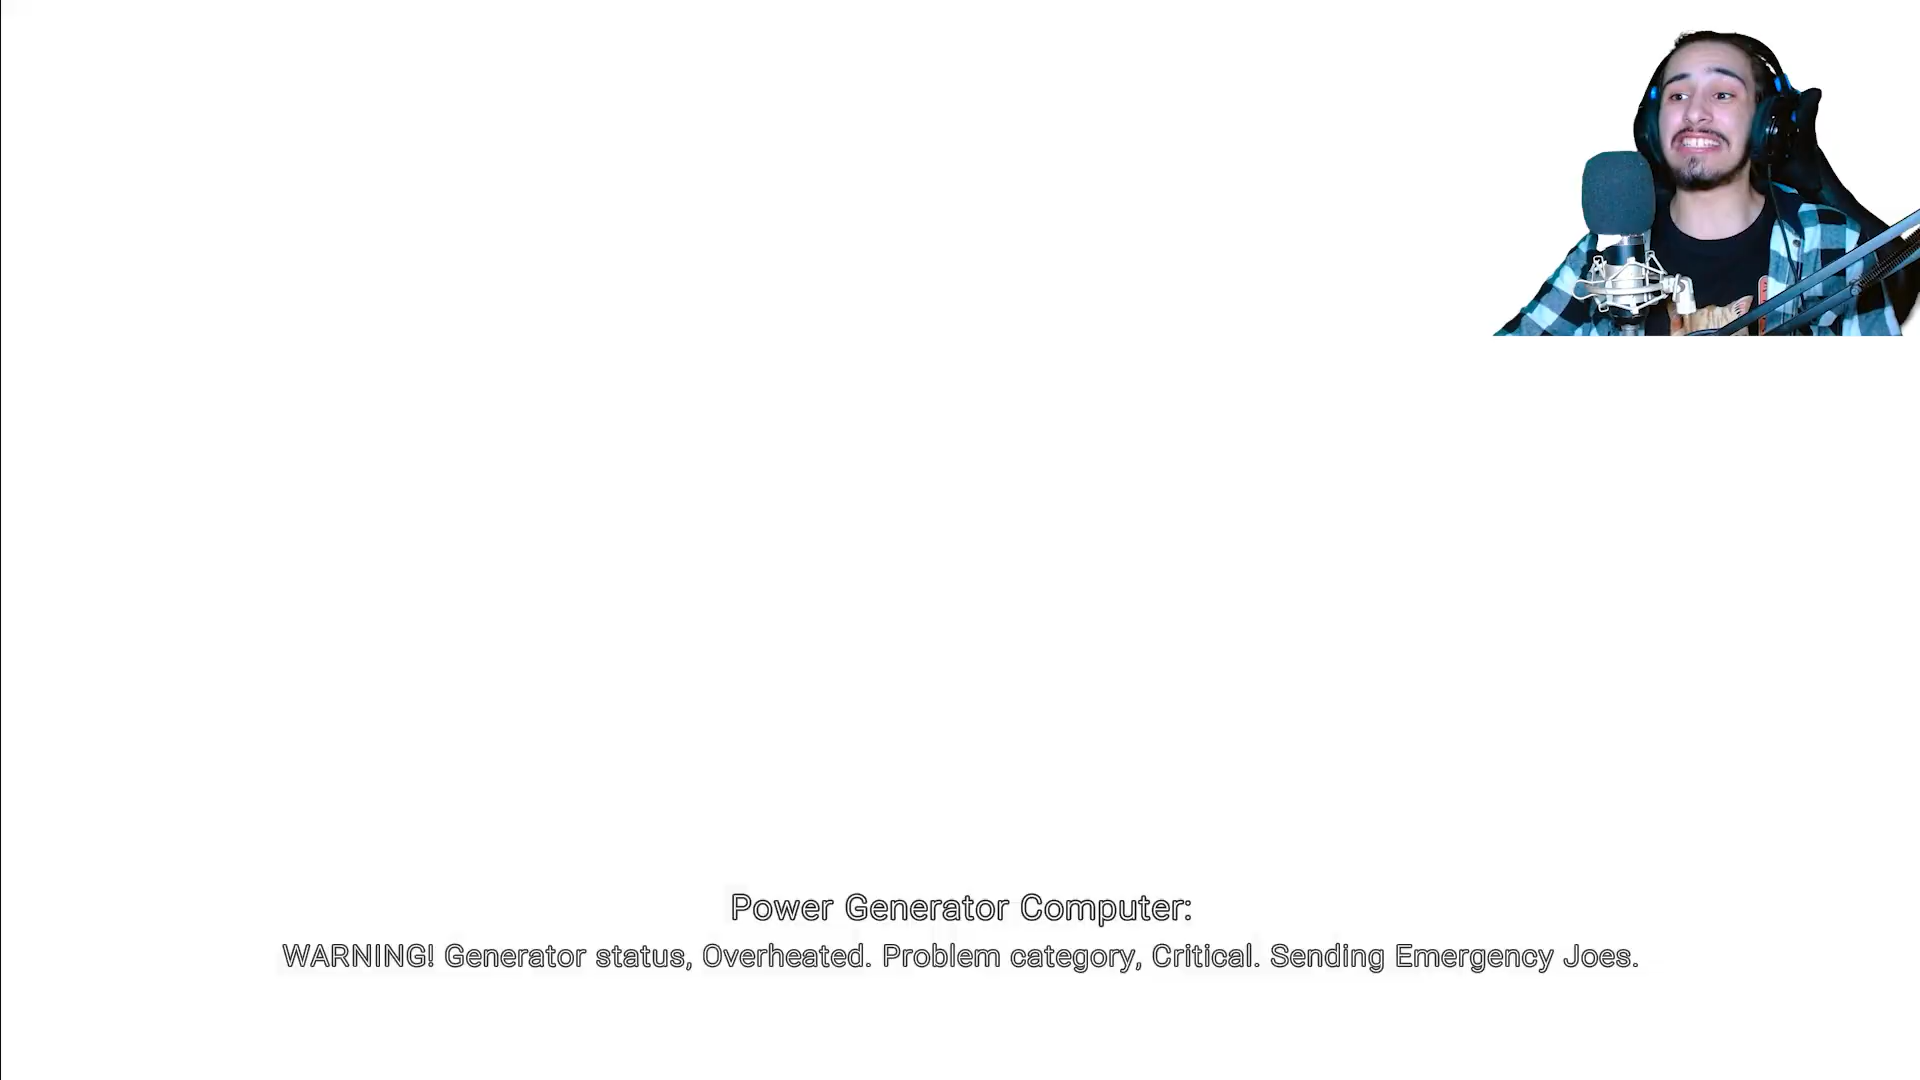 Power Generator Computer:
WARNING! Generator status, Overheated. Problem category, Critical. Sending Emergency Joes.